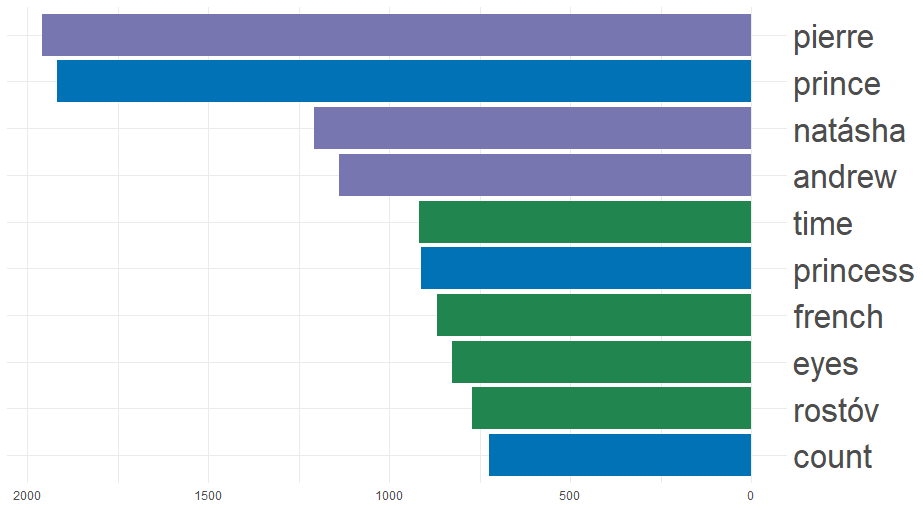 pierre
prince
natásha
andrew
time
princess
french
eyes
rostóv
count
2000 1500 1000 500 0